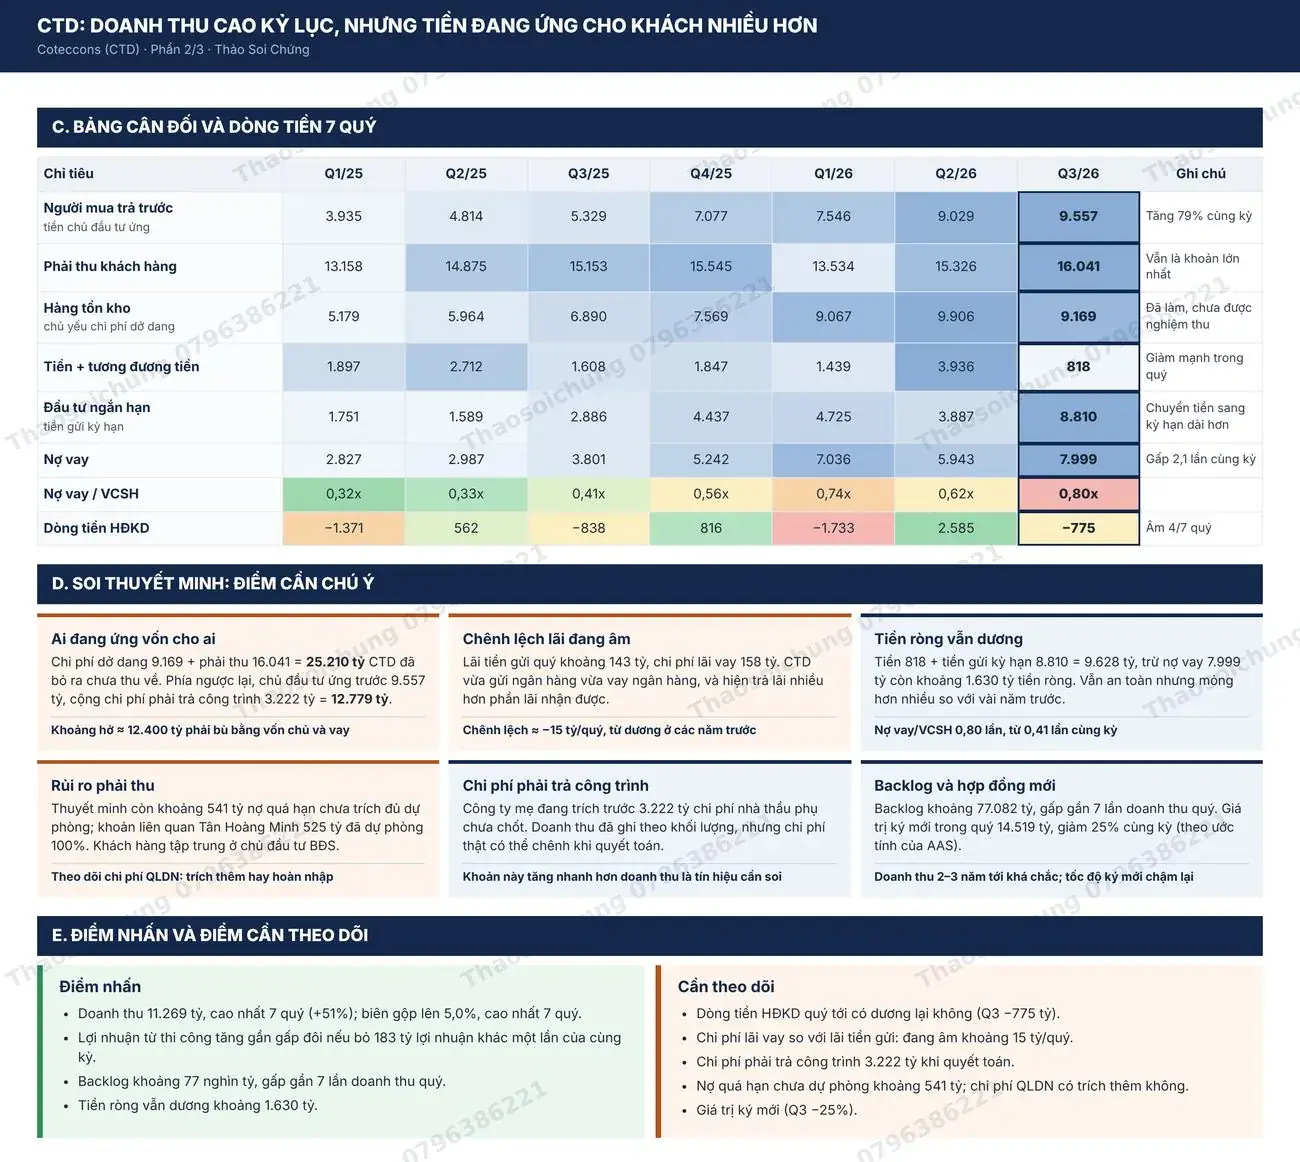 CTD: DOANH THU CAO KỶ LỤC, NHƯNG TIỀN ĐANG ỨNG CHO KHÁCH NHIỀU HƠN
Coteccons (CTD) · Phần 2/3 · Thảo Soi Chứng
C. BẢNG CÂN ĐỐI VÀ DÒNG TIỀN 7 QUÝ
Chỉ tiêu Q1/25 Q2/25 Q3/25 Q4/25 Q1/26 Q2/26 Q3/26 Ghi chú
Người mua trả trước
tiền chủ đầu tư ứng
3.935 4.814 5.329 7.077 7.546 9.029 9.557 Tăng 79% cùng kỳ
Phải thu khách hàng 13.158 14.875 15.153 15.545 13.534 15.326 16.041 Vẫn là khoản lớn
nhất
Hàng tồn kho
chủ yếu chi phí dở dang
5.179 5.964 6.890 7.569 9.067 9.906 9.169 Đã làm, chưa được
nghiệm thu
Tiền + tương đương tiền 1.897 2.712 1.608 1.847 1.439 3.936 818 Giảm mạnh trong
quý
Đầu tư ngắn hạn
tiền gửi kỳ hạn
1.751 1.589 2.886 4.437 4.725 3.887 8.810 Chuyển tiền sang
kỳ hạn dài hơn
Nợ vay 2.827 2.987 3.801 5.242 7.036 5.943 7.999 Gấp 2,1 lần cùng kỳ
Nợ vay / VCSH 0,32x 0,33x 0,41x 0,56x 0,74x 0,62x 0,80x
Dòng tiền HĐKD −1.371 562 −838 816 −1.733 2.585 −775 Âm 4/7 quý
D. SOI THUYẾT MINH: ĐIỂM CẦN CHÚ Ý
Ai đang ứng vốn cho ai
Chi phí dở dang 9.169 + phải thu 16.041 = 25.210 tỷ CTD đã
bỏ ra chưa thu về. Phía ngược lại, chủ đầu tư ứng trước 9.557
tỷ, cộng chi phí phải trả công trình 3.222 tỷ = 12.779 tỷ.
Khoảng hở ≈ 12.400 tỷ phải bù bằng vốn chủ và vay
Chênh lệch lãi đang âm
Lãi tiền gửi quý khoảng 143 tỷ, chi phí lãi vay 158 tỷ. CTD
vừa gửi ngân hàng vừa vay ngân hàng, và hiện trả lãi nhiều
hơn phần lãi nhận được.
Chênh lệch ≈ −15 tỷ/quý, từ dương ở các năm trước
Tiền ròng vẫn dương
Tiền 818 + tiền gửi kỳ hạn 8.810 = 9.628 tỷ, trừ nợ vay 7.999
tỷ còn khoảng 1.630 tỷ tiền ròng. Vẫn an toàn nhưng mỏng
hơn nhiều so với vài năm trước.
Nợ vay/VCSH 0,80 lần, từ 0,41 lần cùng kỳ
Rủi ro phải thu
Thuyết minh còn khoảng 541 tỷ nợ quá hạn chưa trích đủ dự
phòng; khoản liên quan Tân Hoàng Minh 525 tỷ đã dự phòng
100%. Khách hàng tập trung ở chủ đầu tư BĐS.
Theo dõi chi phí QLDN: trích thêm hay hoàn nhập
Chi phí phải trả công trình
Công ty mẹ đang trích trước 3.222 tỷ chi phí nhà thầu phụ
chưa chốt. Doanh thu đã ghi theo khối lượng, nhưng chi phí
thật có thể chênh khi quyết toán.
Khoản này tăng nhanh hơn doanh thu là tín hiệu cần soi
Backlog và hợp đồng mới
Backlog khoảng 77.082 tỷ, gấp gần 7 lần doanh thu quý. Giá
trị ký mới trong quý 14.519 tỷ, giảm 25% cùng kỳ (theo ước
tính của AAS).
Doanh thu 2–3 năm tới khá chắc; tốc độ ký mới chậm lại
E. ĐIỂM NHẤN VÀ ĐIỂM CẦN THEO DÕI
Điểm nhấn
• Doanh thu 11.269 tỷ, cao nhất 7 quý (+51%); biên gộp lên 5,0%, cao nhất 7 quý.
• Lợi nhuận từ thi công tăng gần gấp đôi nếu bỏ 183 tỷ lợi nhuận khác một lần của cùng
kỳ.
• Backlog khoảng 77 nghìn tỷ, gấp gần 7 lần doanh thu quý.
• Tiền ròng vẫn dương khoảng 1.630 tỷ.
Cần theo dõi
• Dòng tiền HĐKD quý tới có dương lại không (Q3 −775 tỷ).
• Chi phí lãi vay so với lãi tiền gửi: đang âm khoảng 15 tỷ/quý.
• Chi phí phải trả công trình 3.222 tỷ khi quyết toán.
• Nợ quá hạn chưa dự phòng khoảng 541 tỷ; chi phí QLDN có trích thêm không.
• Giá trị ký mới (Q3 −25%).
Thaosoichung 0796386221